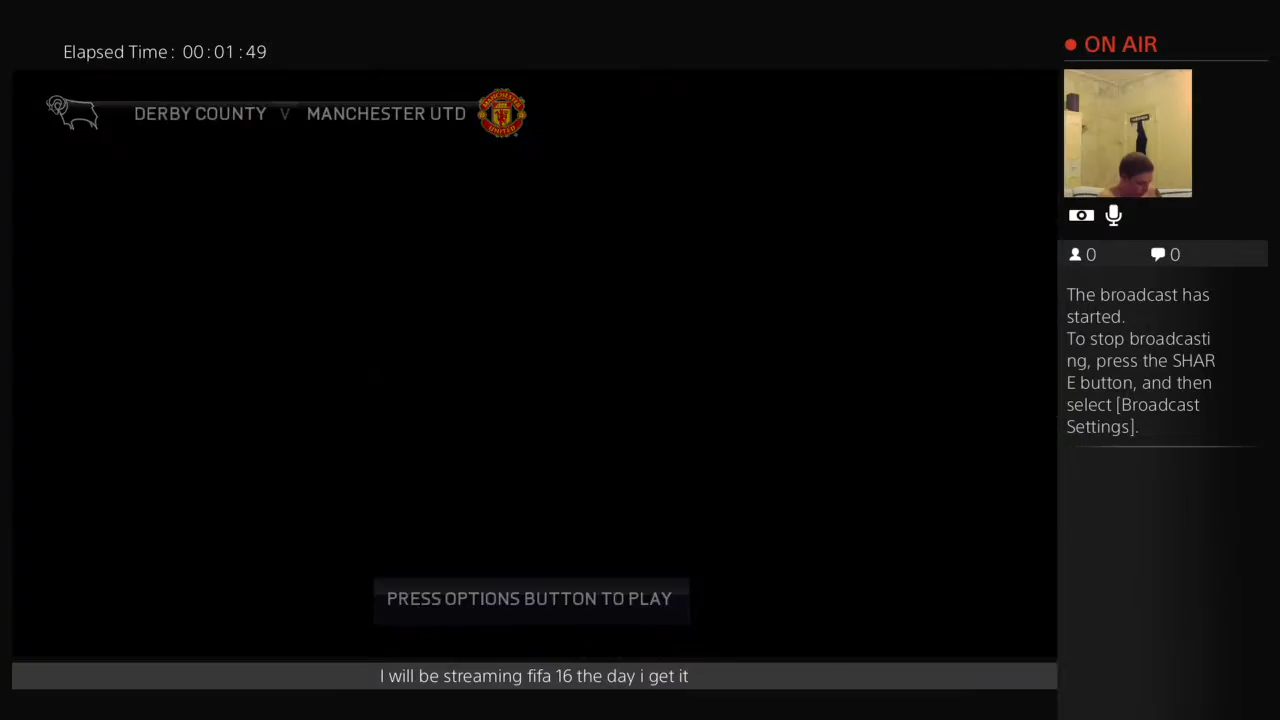 Elapsed Time: 00:01:49
ON AIR
DERBY COUNTY V MANCHESTER UTD
MANCHESTER
UNITED
0
0
The broadcast has
started.
To stop broadcasti
ng, press the SHAR
E button, and then
select [Broadcast
Settings].
PRESS OPTIONS BUTTON TO PLAY
I will be streaming fifa 16 the day i get it